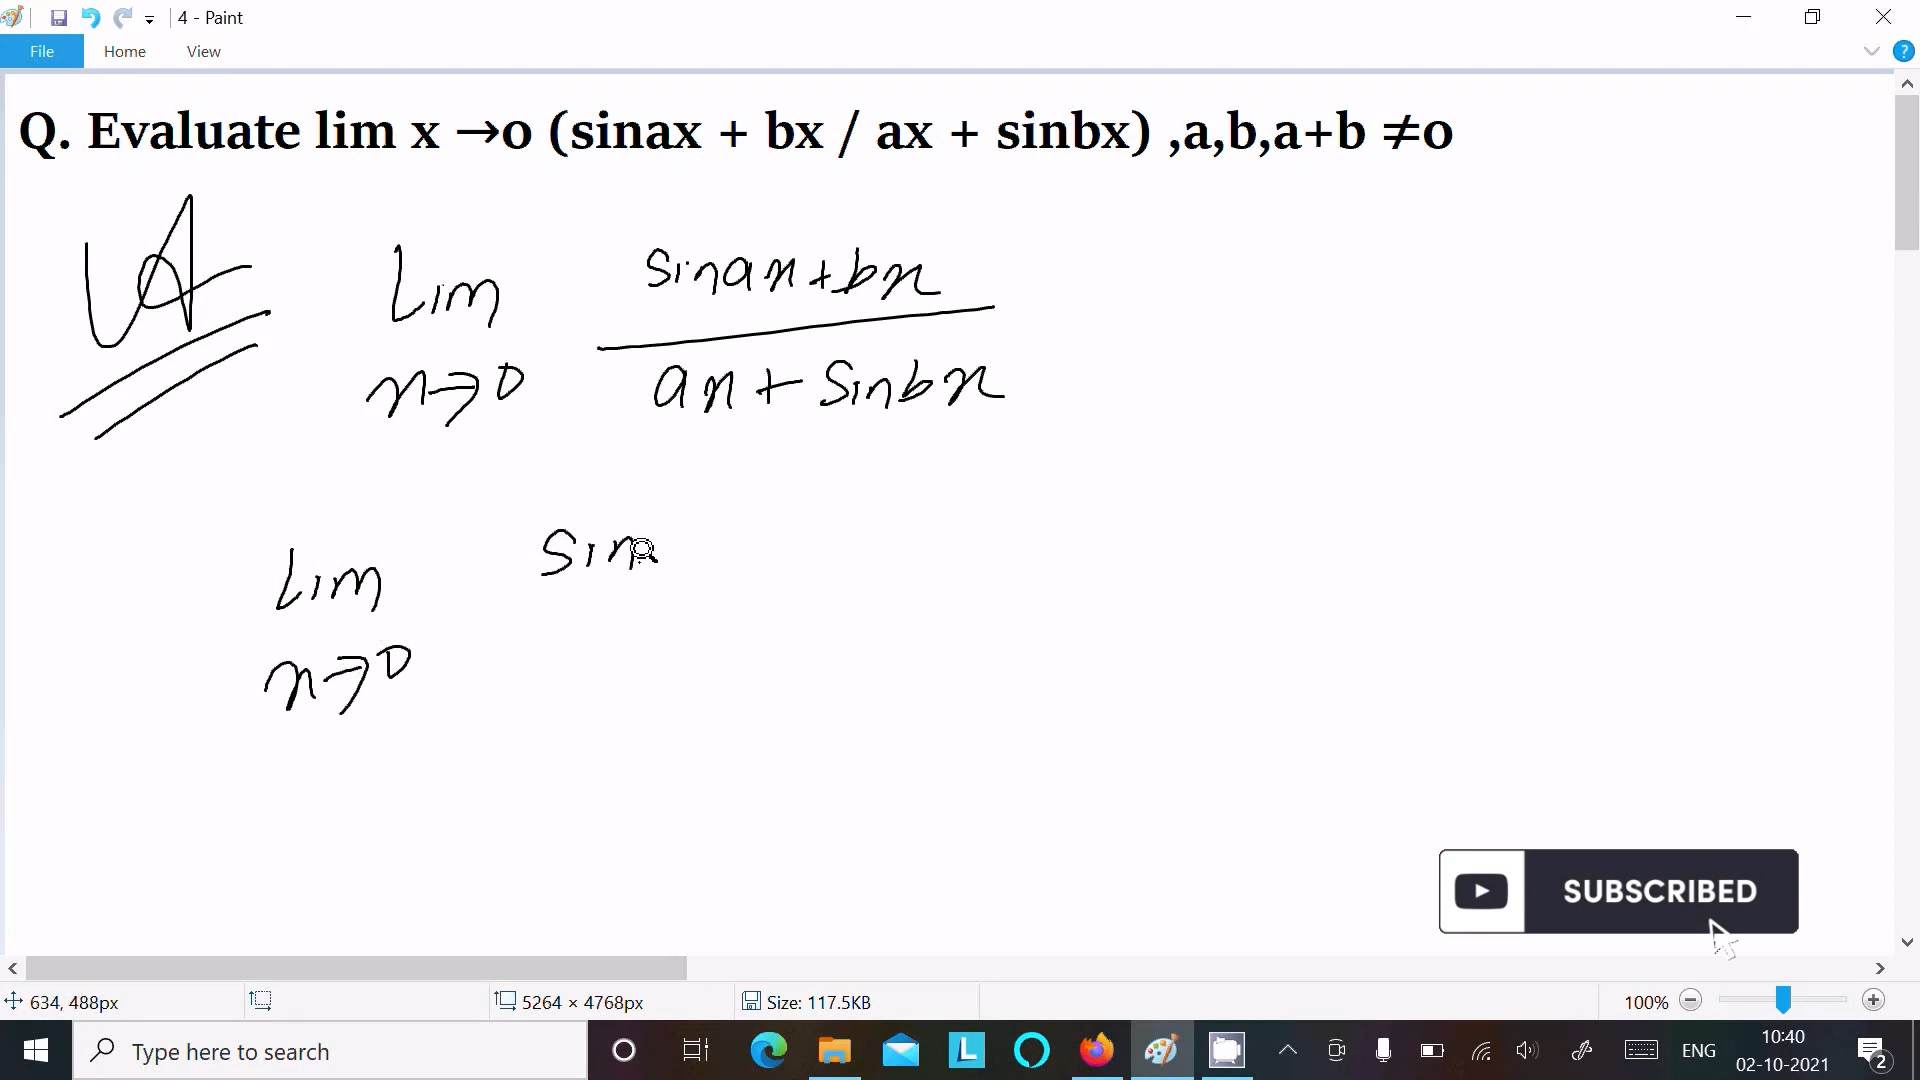 4 - Paint
File Home View
Q. Evaluate lim x →0 (sinax + bx / ax + sinbx) ,a,b,a+b ≠0
Lim sinax+bx
x→0 ax+sinbx
Lim sin
x→0
SUBSCRIBED
634, 488px 5264 × 4768px Size: 117.5KB 100%
Type here to search
L
ENG
10:40
02-10-2021
2